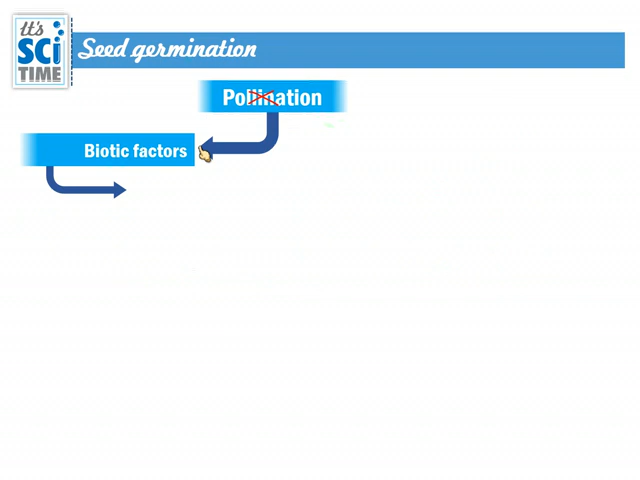 It's
SCi
TIME
Seed germination
Pollination
Biotic factors